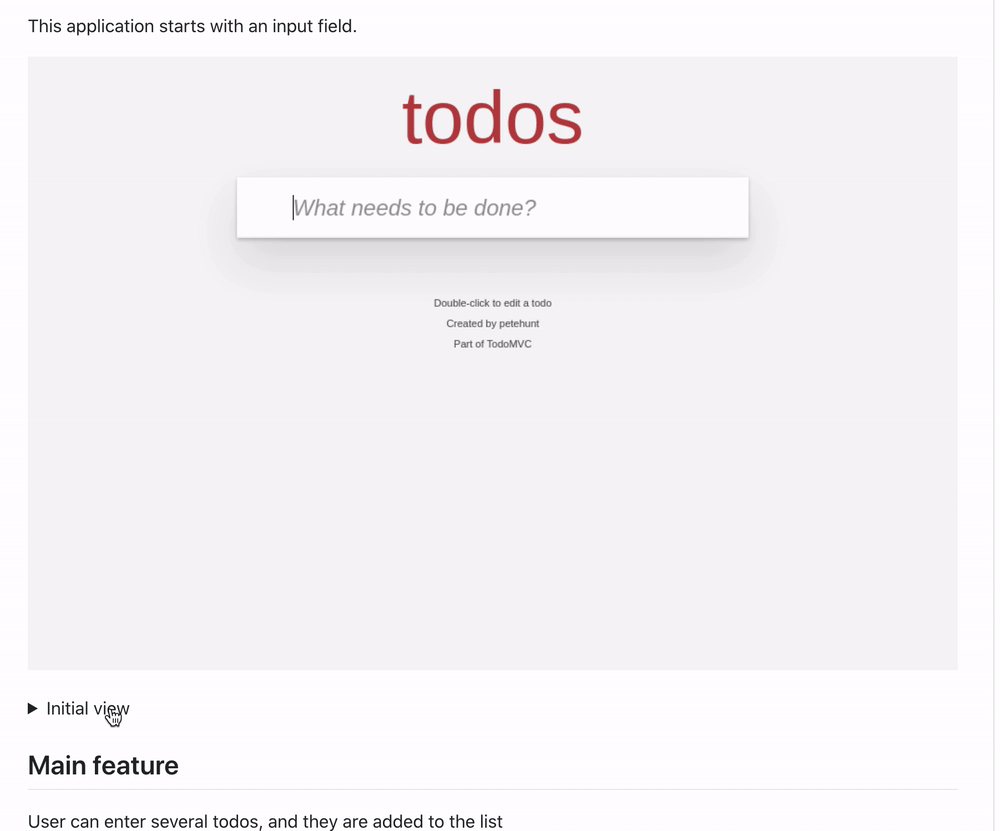 This application starts with an input field.
todos
What needs to be done?
Double-click to edit a todo
Created by petehunt
Part of TodoMVC
Initial view
Main feature
User can enter several todos, and they are added to the list